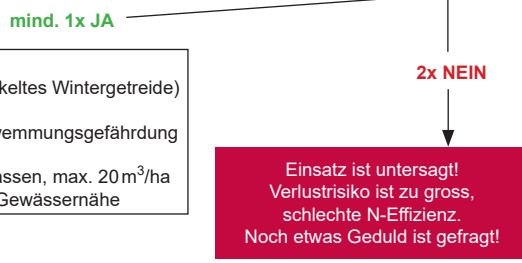 mind. 1x JA
keltes Wintergetreide)
wemmungsgefährdung
assen, max. 20 m³/ha
Gewässernähe
2x NEIN
Einsatz ist untersagt!
Verlustrisiko ist zu gross,
schlechte N-Effizienz.
Noch etwas Geduld ist gefragt!